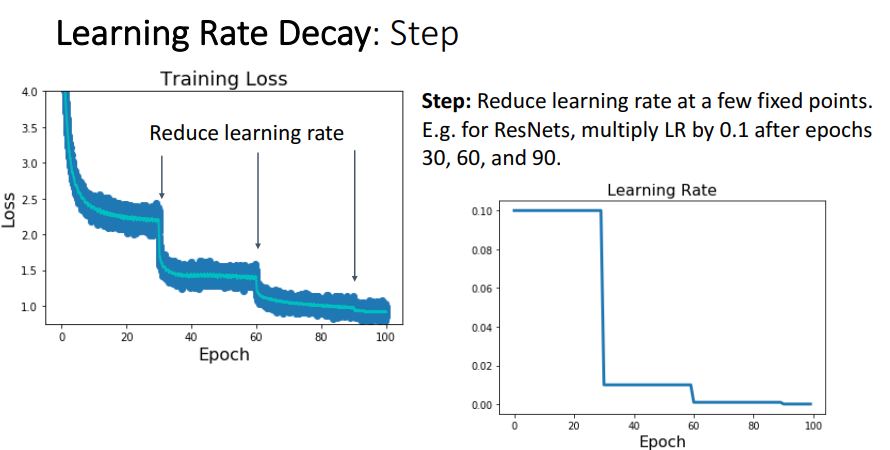 Learning Rate Decay: Step
Training Loss
Reduce learning rate
4.0
3.5
3.0
2.5
2.0
1.5
1.0
Loss
0 20 40 60 80 100
Epoch
Step: Reduce learning rate at a few fixed points.
E.g. for ResNets, multiply LR by 0.1 after epochs
30, 60, and 90.
Learning Rate
0.10
0.08
0.06
0.04
0.02
0.00
0 20 40 60 80 100
Epoch